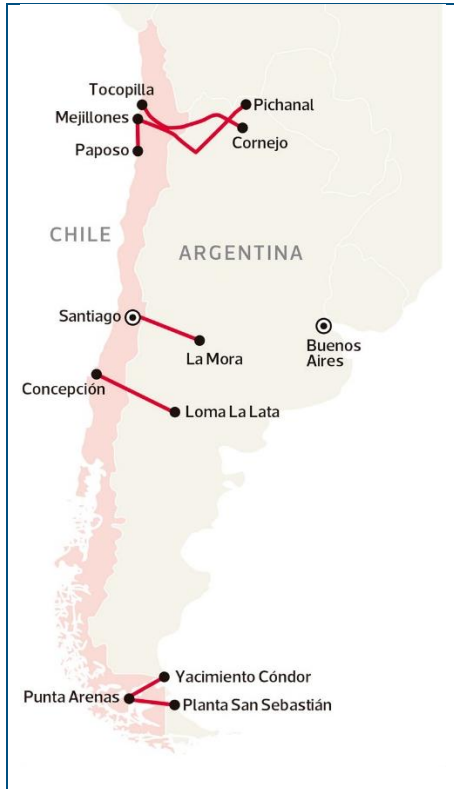 Tocopilla
Pichanal
Mejillones
Cornejo
Paposo
CHILE
ARGENTINA
Santiago
La Mora
Buenos
Aires
Concepción
Loma La Lata
Yacimiento Cóndor
Punta Arenas
Planta San Sebastián